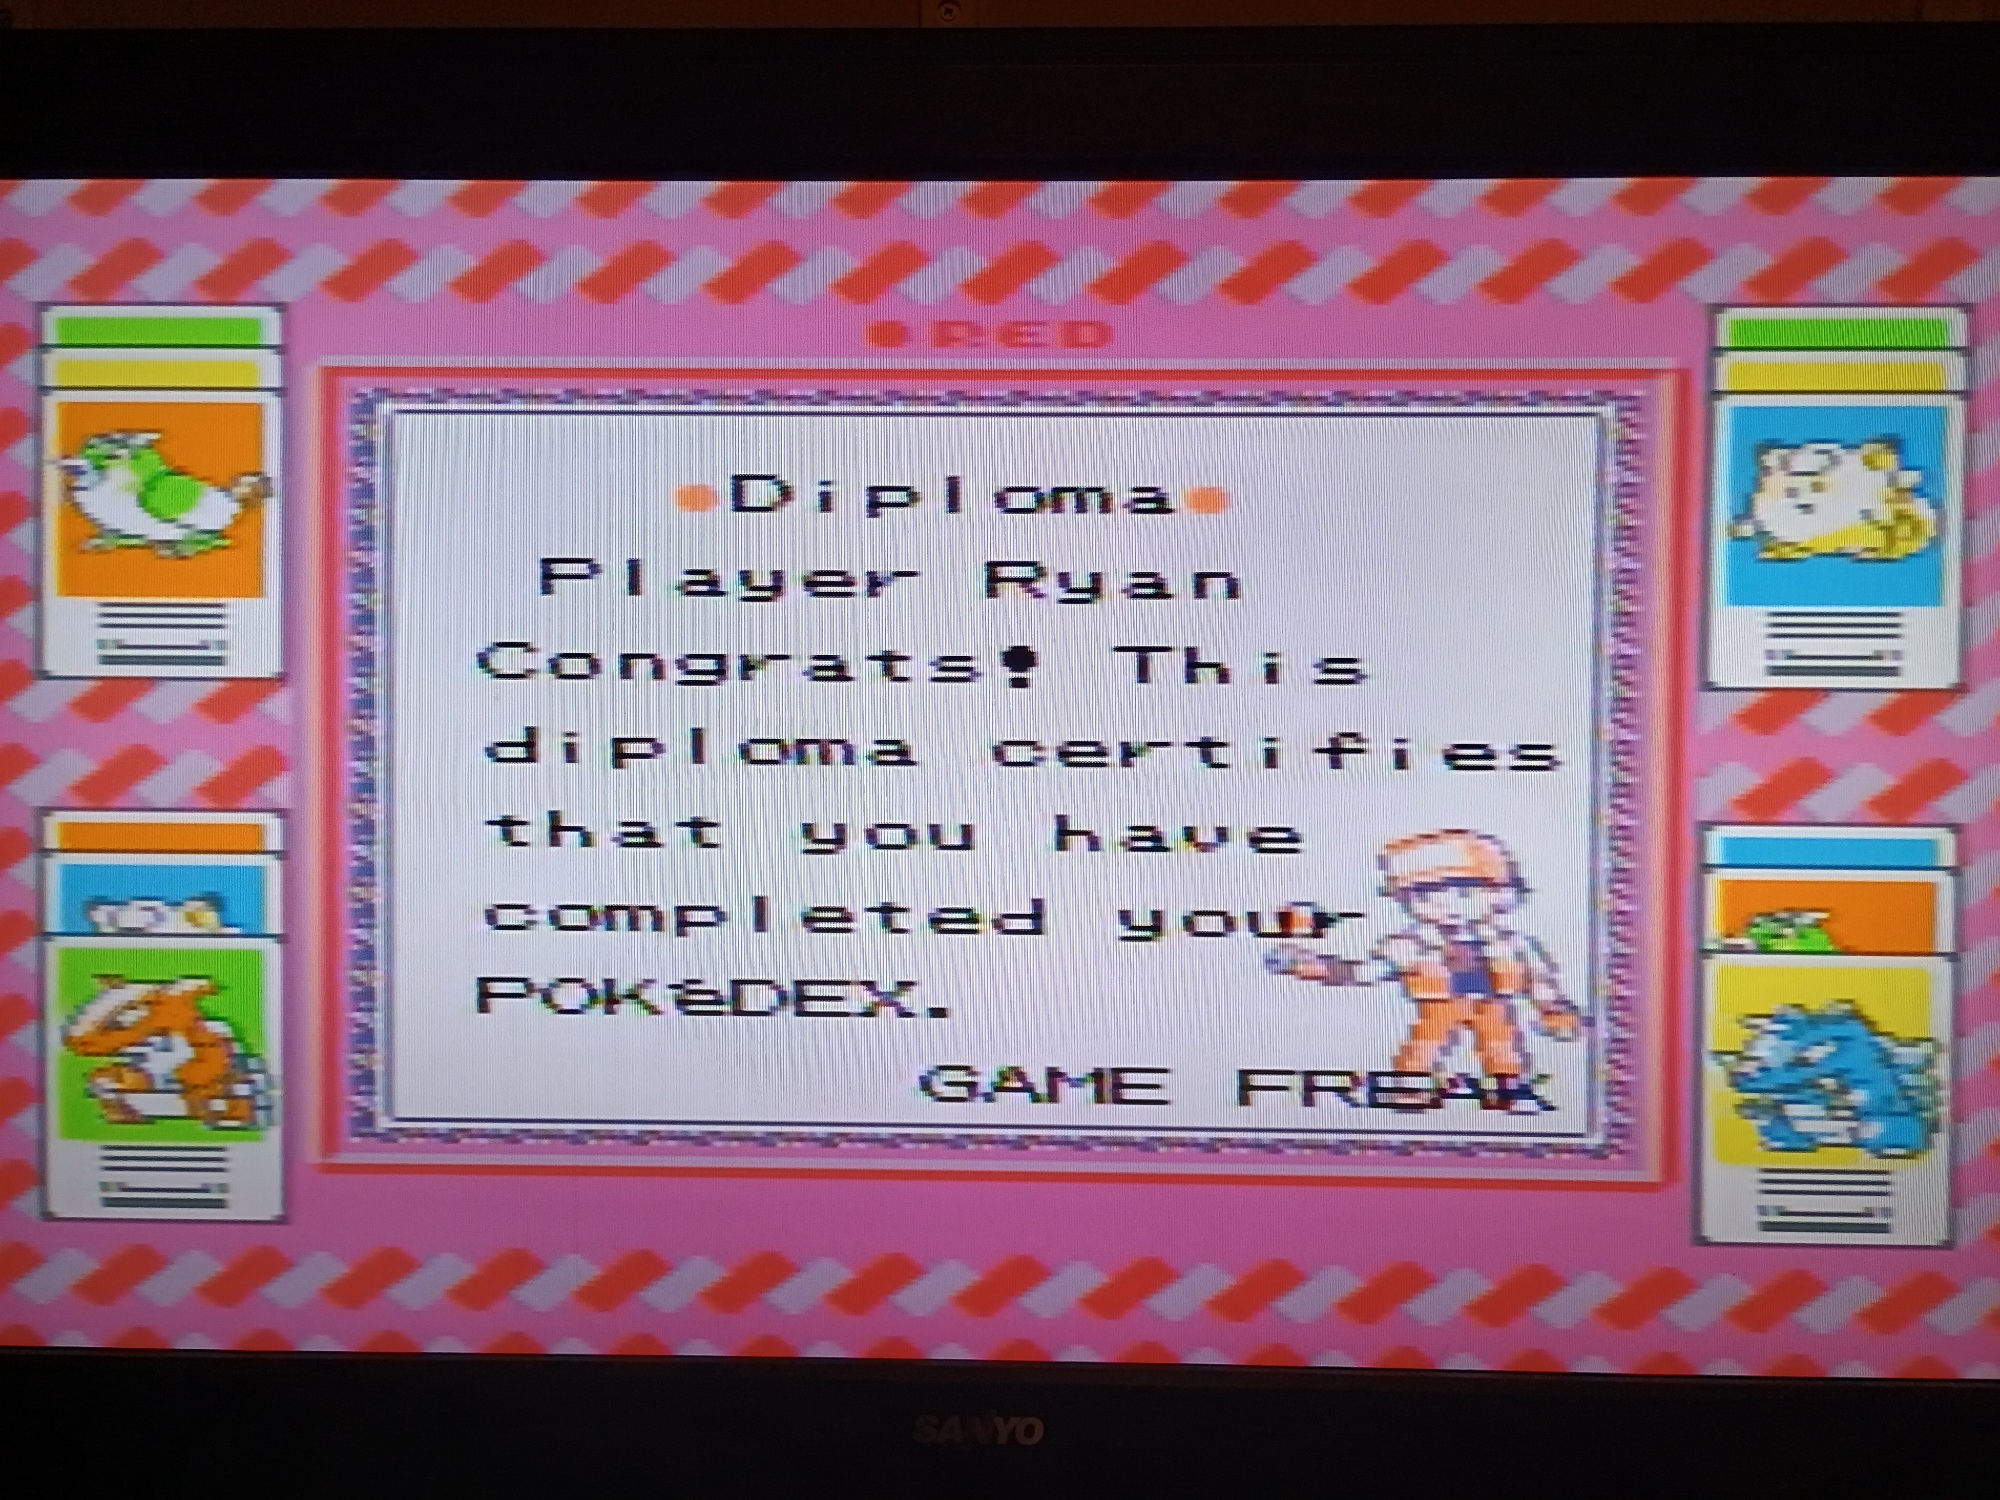 RED
Diploma
Player Ryan
Congrats! This
diploma certifies
that you have
completed your
POKéDEX.
GAME FREAK
SANYO